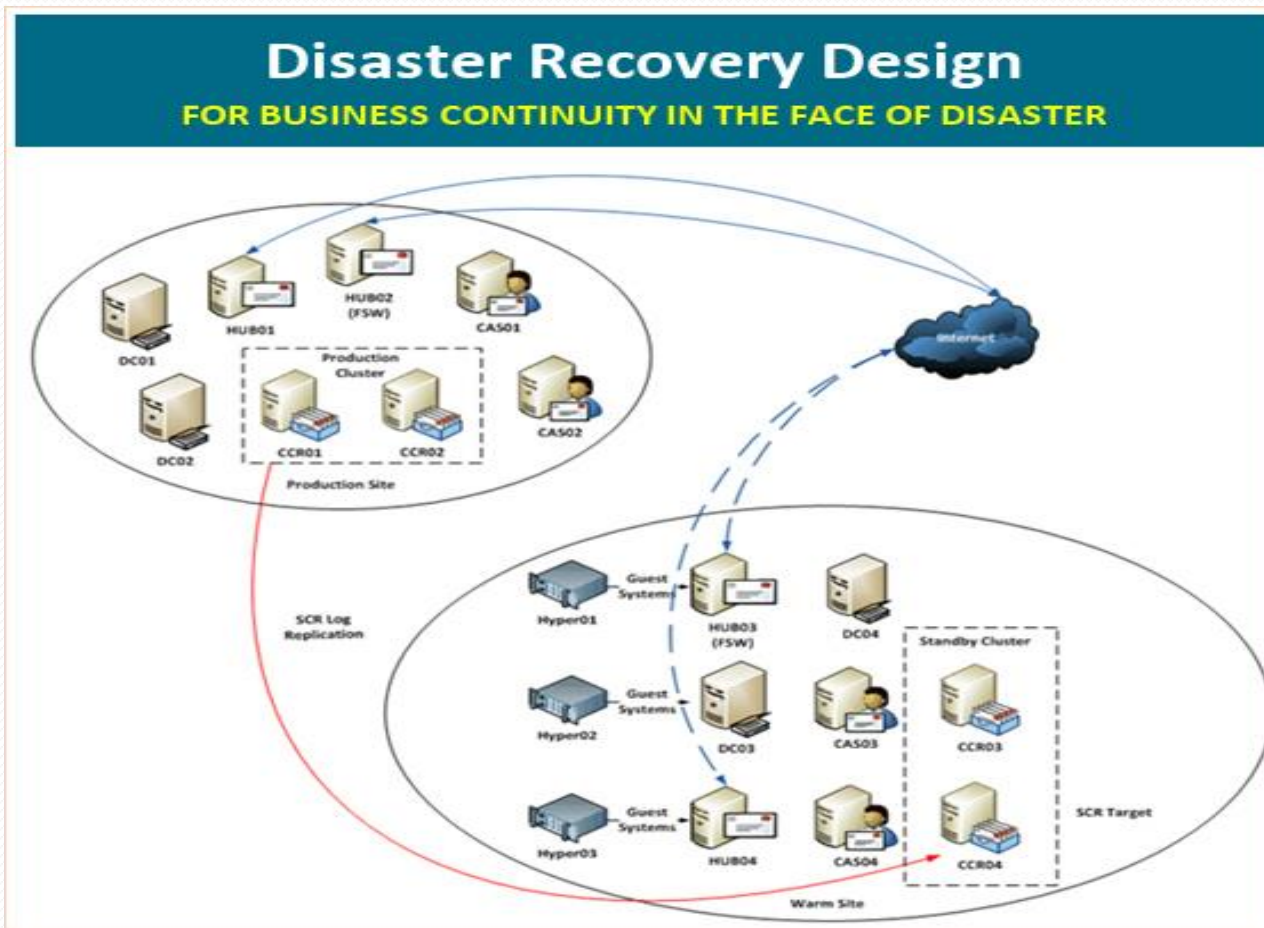 Disaster Recovery Design
FOR BUSINESS CONTINUITY IN THE FACE OF DISASTER
HUB02
(FSW)
HUB01
CAS01
Internet
DC01
Production
Cluster
DC02
CCR01
CCR02
CAS02
Production Site
SCR Log
Replication
Hyper01
Guest
Systems
HUB03
(FSW)
DC04
Standby Cluster
Hyper02
Guest
Systems
DC03
CAS03
CCR03
Hyper03
Guest
Systems
HUB04
CAS04
CCR04
SCR Target
Warm Site